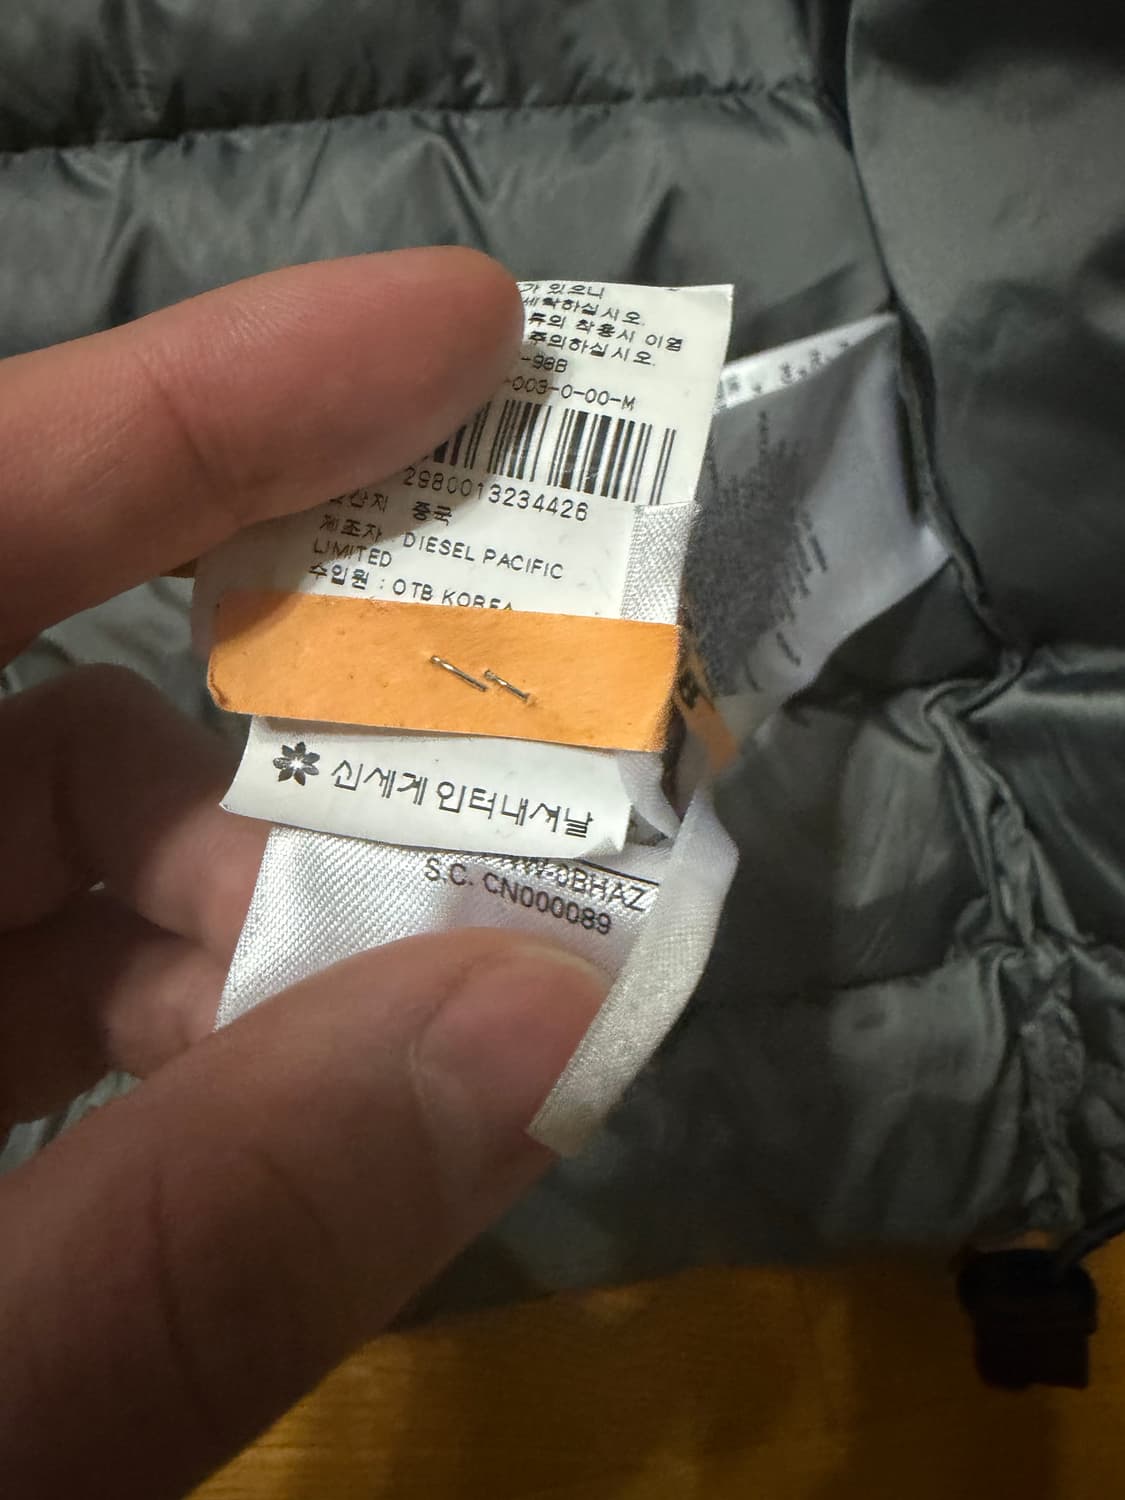 가 있으니
세탁하십시오.
류의 착용시 이염
주의하십시오.
-98B
-003-0-00-M
2980013234426
산지 중국
제조자 : DIESEL PACIFIC
LIMITED
수입원 : OTB KOREA
신세계 인터내셔날
W-0BHAZ
S.C. CN000089